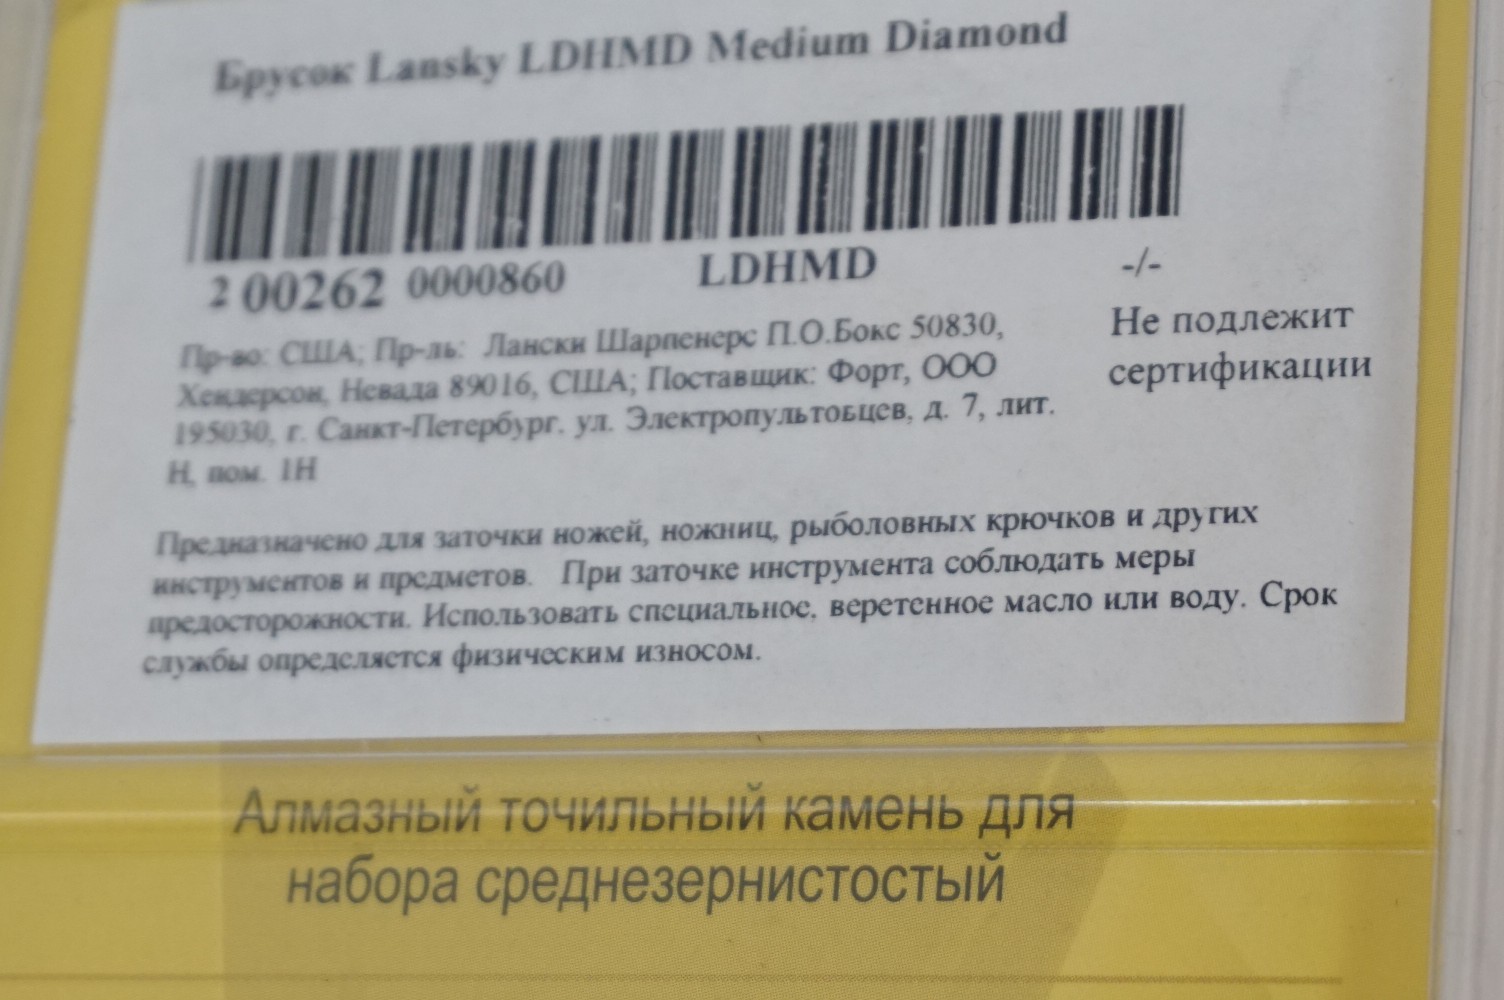 Брусок Lansky LDHMD Medium Diamond
2 00262 0000860 LDHMD -/-
Пр-во: США; Пр-ль: Лански Шарпенерс П.О.Бокс 50830,
Хендерсон, Невада 89016, США; Поставщик: Форт, ООО
195030, г. Санкт-Петербург. ул. Электропультовцев, д. 7, лит.
Н, пом. 1Н
Не подлежит
сертификации
Предназначено для заточки ножей, ножниц, рыболовных крючков и других
инструментов и предметов. При заточке инструмента соблюдать меры
предосторожности. Использовать специальное, веретенное масло или воду. Срок
службы определяется физическим износом.
Алмазный точильный камень для
набора среднезернистостый